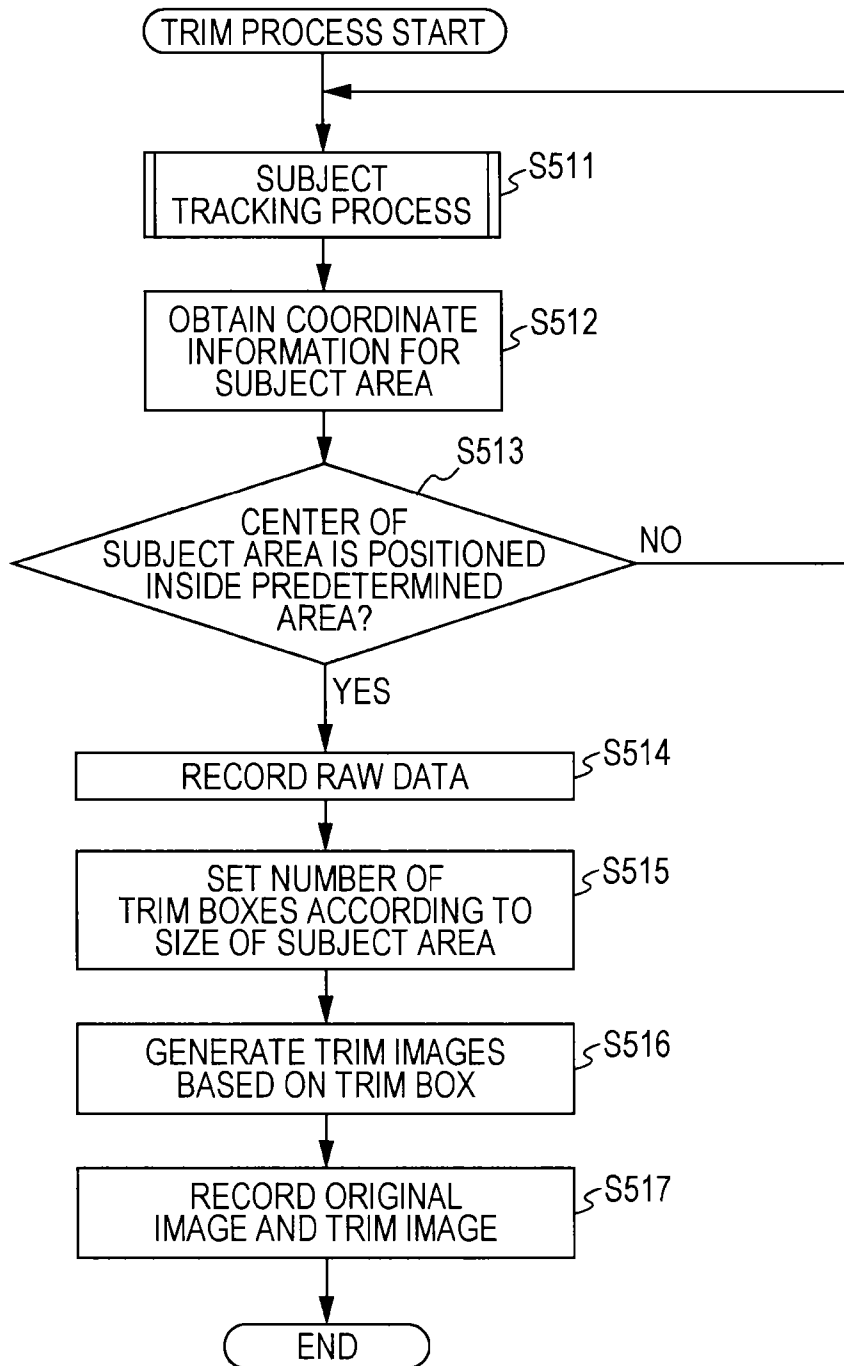 TRIM PROCESS START
SUBJECT
TRACKING PROCESS
S511
OBTAIN COORDINATE
INFORMATION FOR
SUBJECT AREA
S512
S513
CENTER OF
SUBJECT AREA IS POSITIONED
INSIDE PREDETERMINED
AREA?
NO
YES
RECORD RAW DATA
S514
SET NUMBER OF
TRIM BOXES ACCORDING TO
SIZE OF SUBJECT AREA
S515
GENERATE TRIM IMAGES
BASED ON TRIM BOX
S516
RECORD ORIGINAL
IMAGE AND TRIM IMAGE
S517
END